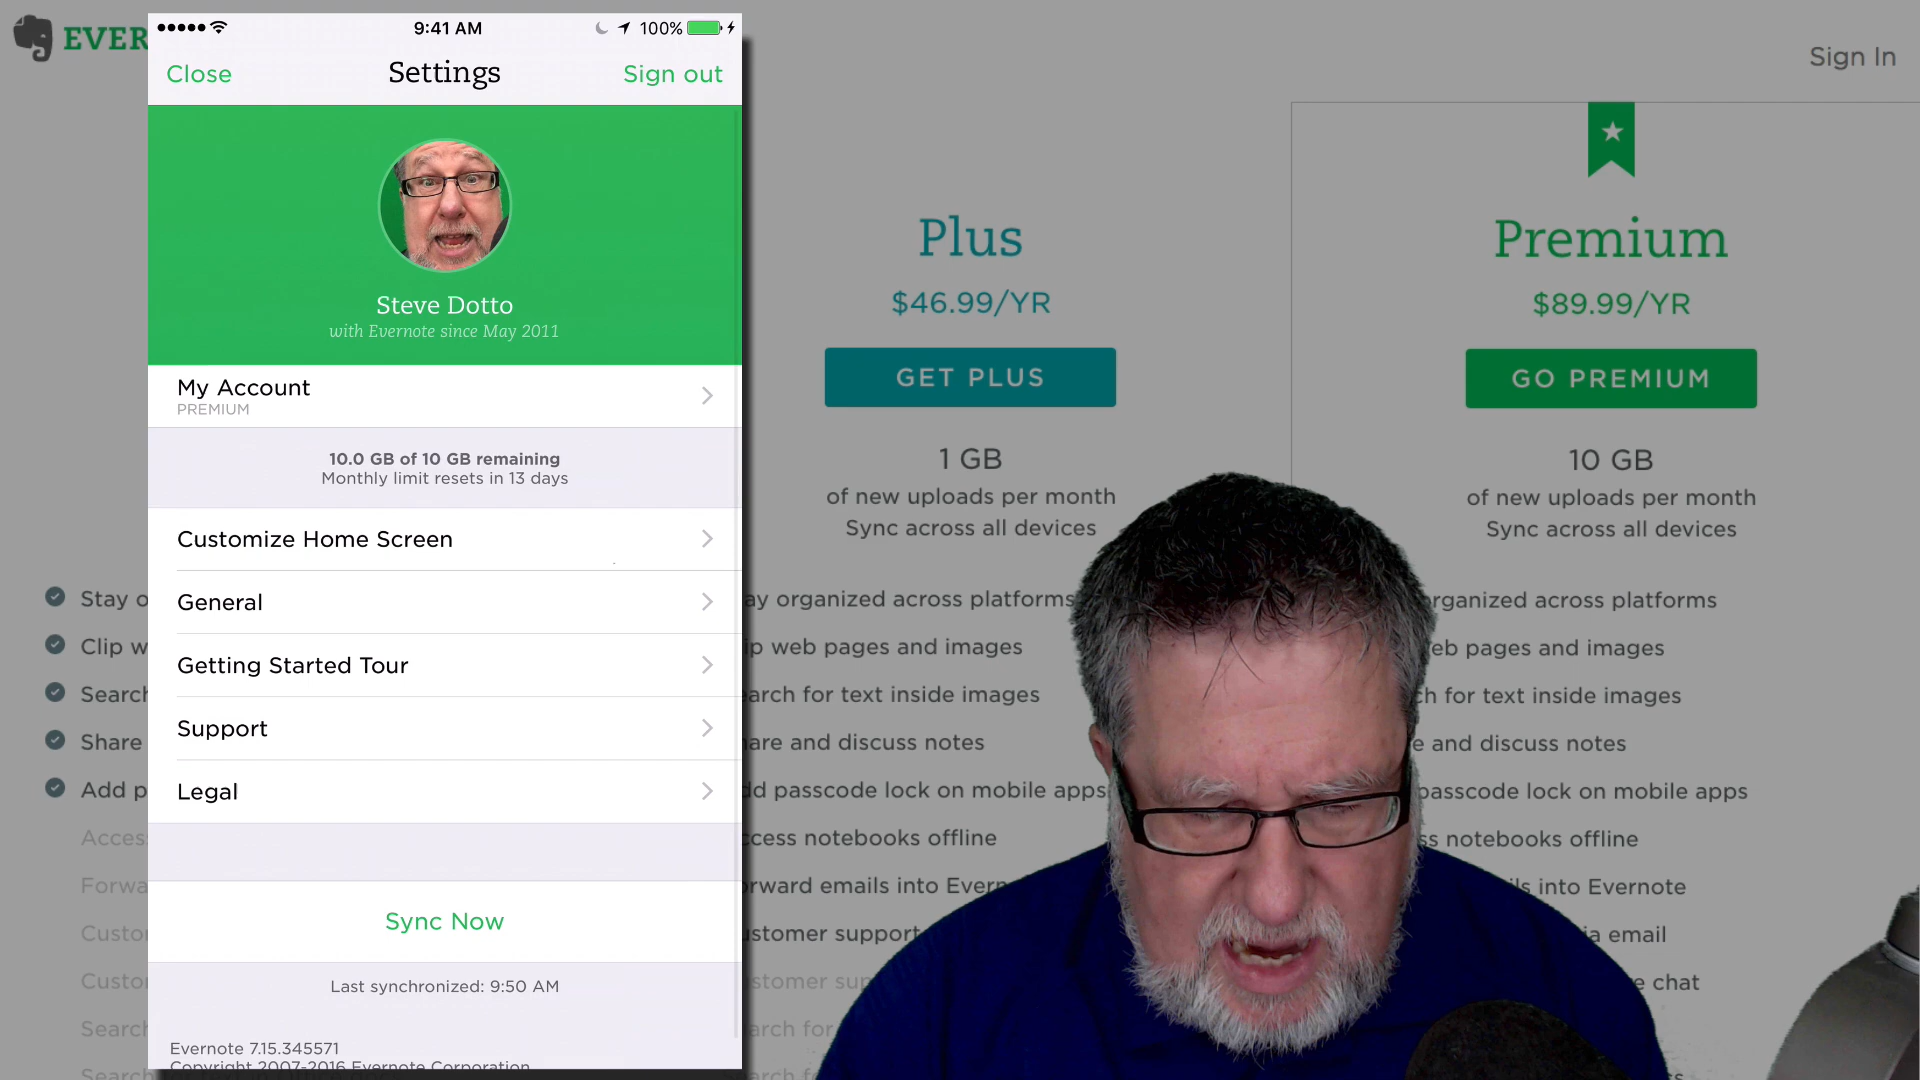 EVER
9:41 AM
100%
Close
Settings
Sign out
Steve Dotto
with Evernote since May 2011
My Account
PREMIUM
10.0 GB of 10 GB remaining
Monthly limit resets in 13 days
Customize Home Screen
General
Getting Started Tour
Support
Legal
Sync Now
Last synchronized: 9:50 AM
Evernote 7.15.345571
Copyright 2007-2016 Evernote Corporation
Stay o
Clip w
Search
Share
Add p
Acces
Forwa
Custo
Custo
Search
Search
Plus
$46.99/YR
GET PLUS
1 GB
of new uploads per month
Sync across all devices
ay organized across platforms
ip web pages and images
arch for text inside images
are and discuss notes
dd passcode lock on mobile apps
ccess notebooks offline
orward emails into Evern
ustomer support
stomer sup
arch for
arch fo
Sign In
Premium
$89.99/YR
GO PREMIUM
10 GB
of new uploads per month
Sync across all devices
rganized across platforms
eb pages and images
ch for text inside images
e and discuss notes
passcode lock on mobile apps
ss notebooks offline
ils into Evernote
ia email
e chat